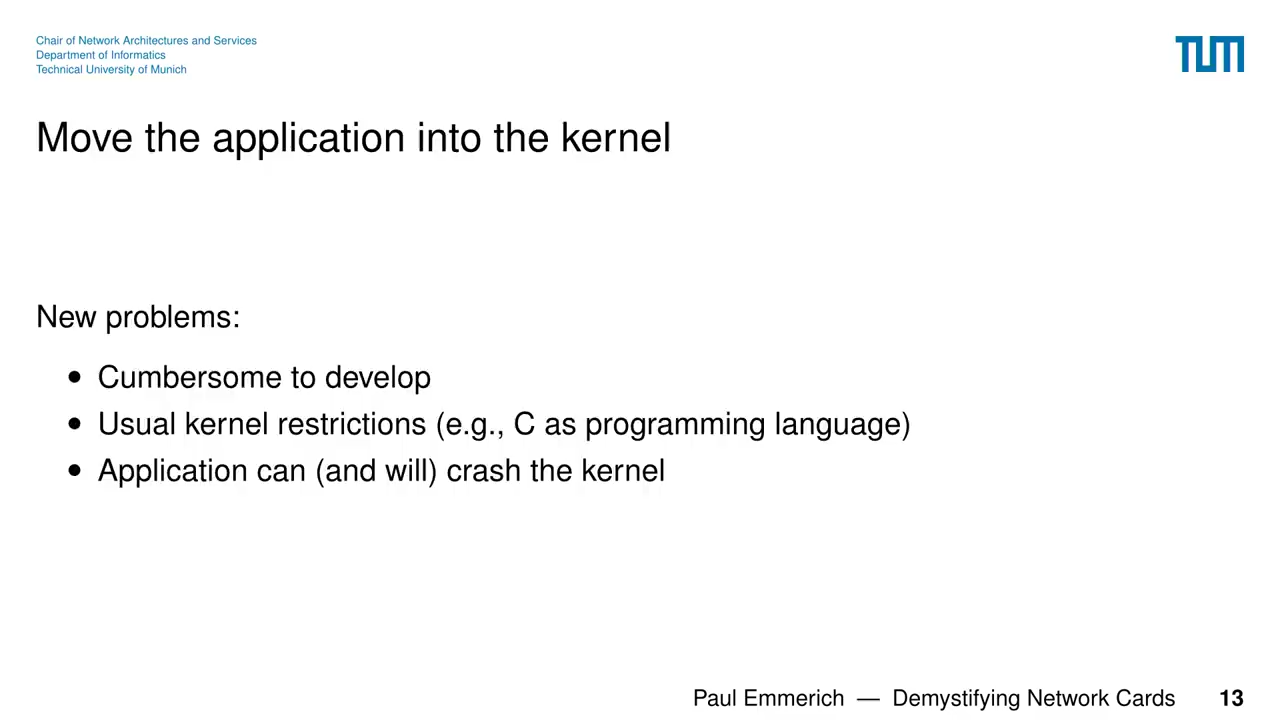 Chair of Network Architectures and Services
Department of Informatics
Technical University of Munich
TUM
Move the application into the kernel
New problems:
• Cumbersome to develop
• Usual kernel restrictions (e.g., C as programming language)
• Application can (and will) crash the kernel
Paul Emmerich — Demystifying Network Cards 13